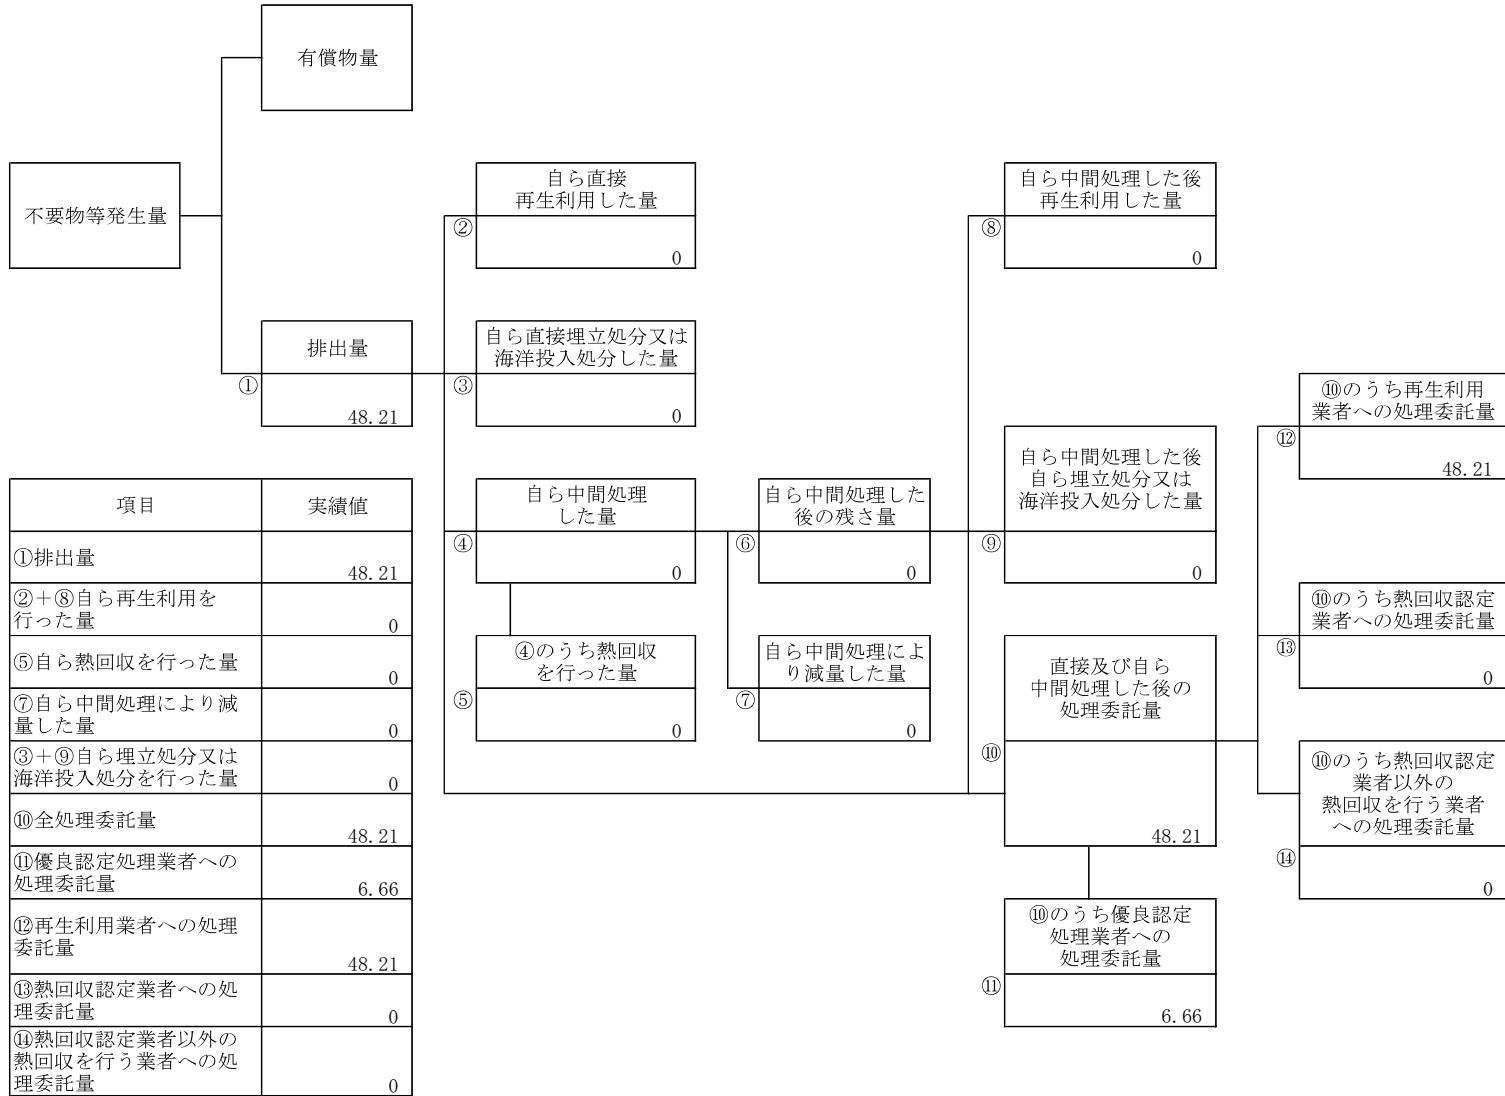 有償物量
不要物等発生量
自ら直接
再生利用した量
②
0
自ら中間処理した後
再生利用した量
⑧
0
排出量
①
48.21
自ら直接埋立処分又は
海洋投入処分した量
③
0
⑩のうち再生利用
業者への処理委託量
⑫
48.21
自ら中間処理
した量
④
0
自ら中間処理した
後の残さ量
⑥
0
自ら中間処理した後
自ら埋立処分又は
海洋投入処分した量
⑨
0
⑩のうち熱回収認定
業者への処理委託量
⑬
0
④のうち熱回収
を行った量
⑤
0
自ら中間処理によ
り減量した量
⑦
0
直接及び自ら
中間処理した後の
処理委託量
⑩
48.21
⑩のうち熱回収認定
業者以外の
熱回収を行う業者
への処理委託量
⑭
0
⑩のうち優良認定
処理業者への
処理委託量
⑪
6.66
項目 実績値
①排出量
48.21
②＋⑧自ら再生利用を
行った量
0
⑤自ら熱回収を行った量
0
⑦自ら中間処理により減
量した量
0
③＋⑨自ら埋立処分又は
海洋投入処分を行った量
0
⑩全処理委託量
48.21
⑪優良認定処理業者への
処理委託量
6.66
⑫再生利用業者への処理
委託量
48.21
⑬熱回収認定業者への処
理委託量
0
⑭熱回収認定業者以外の
熱回収を行う業者への処
理委託量
0